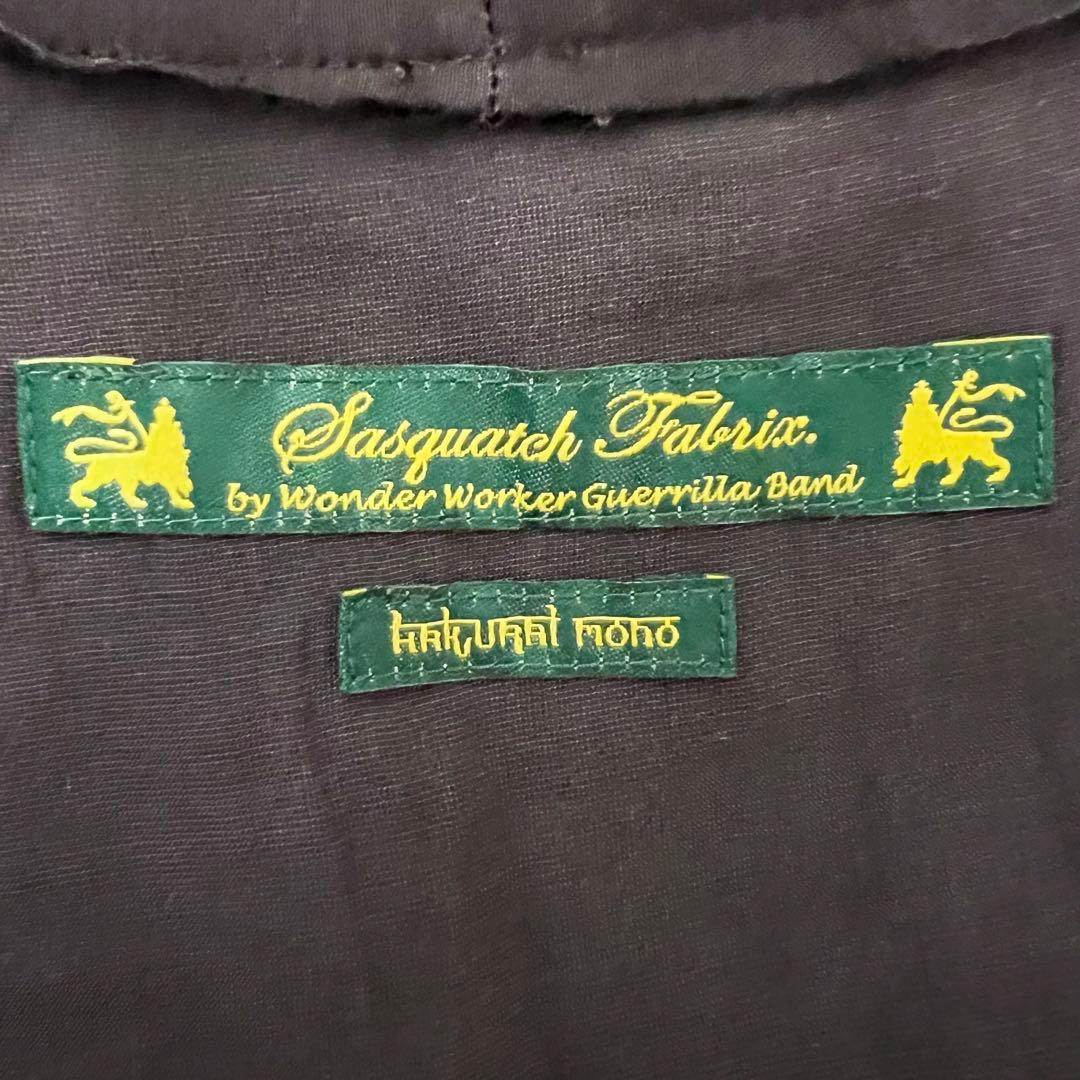 Sasquatch Fabrix.
by Wonder Worker Guerrilla Band
HAKURAI MONO